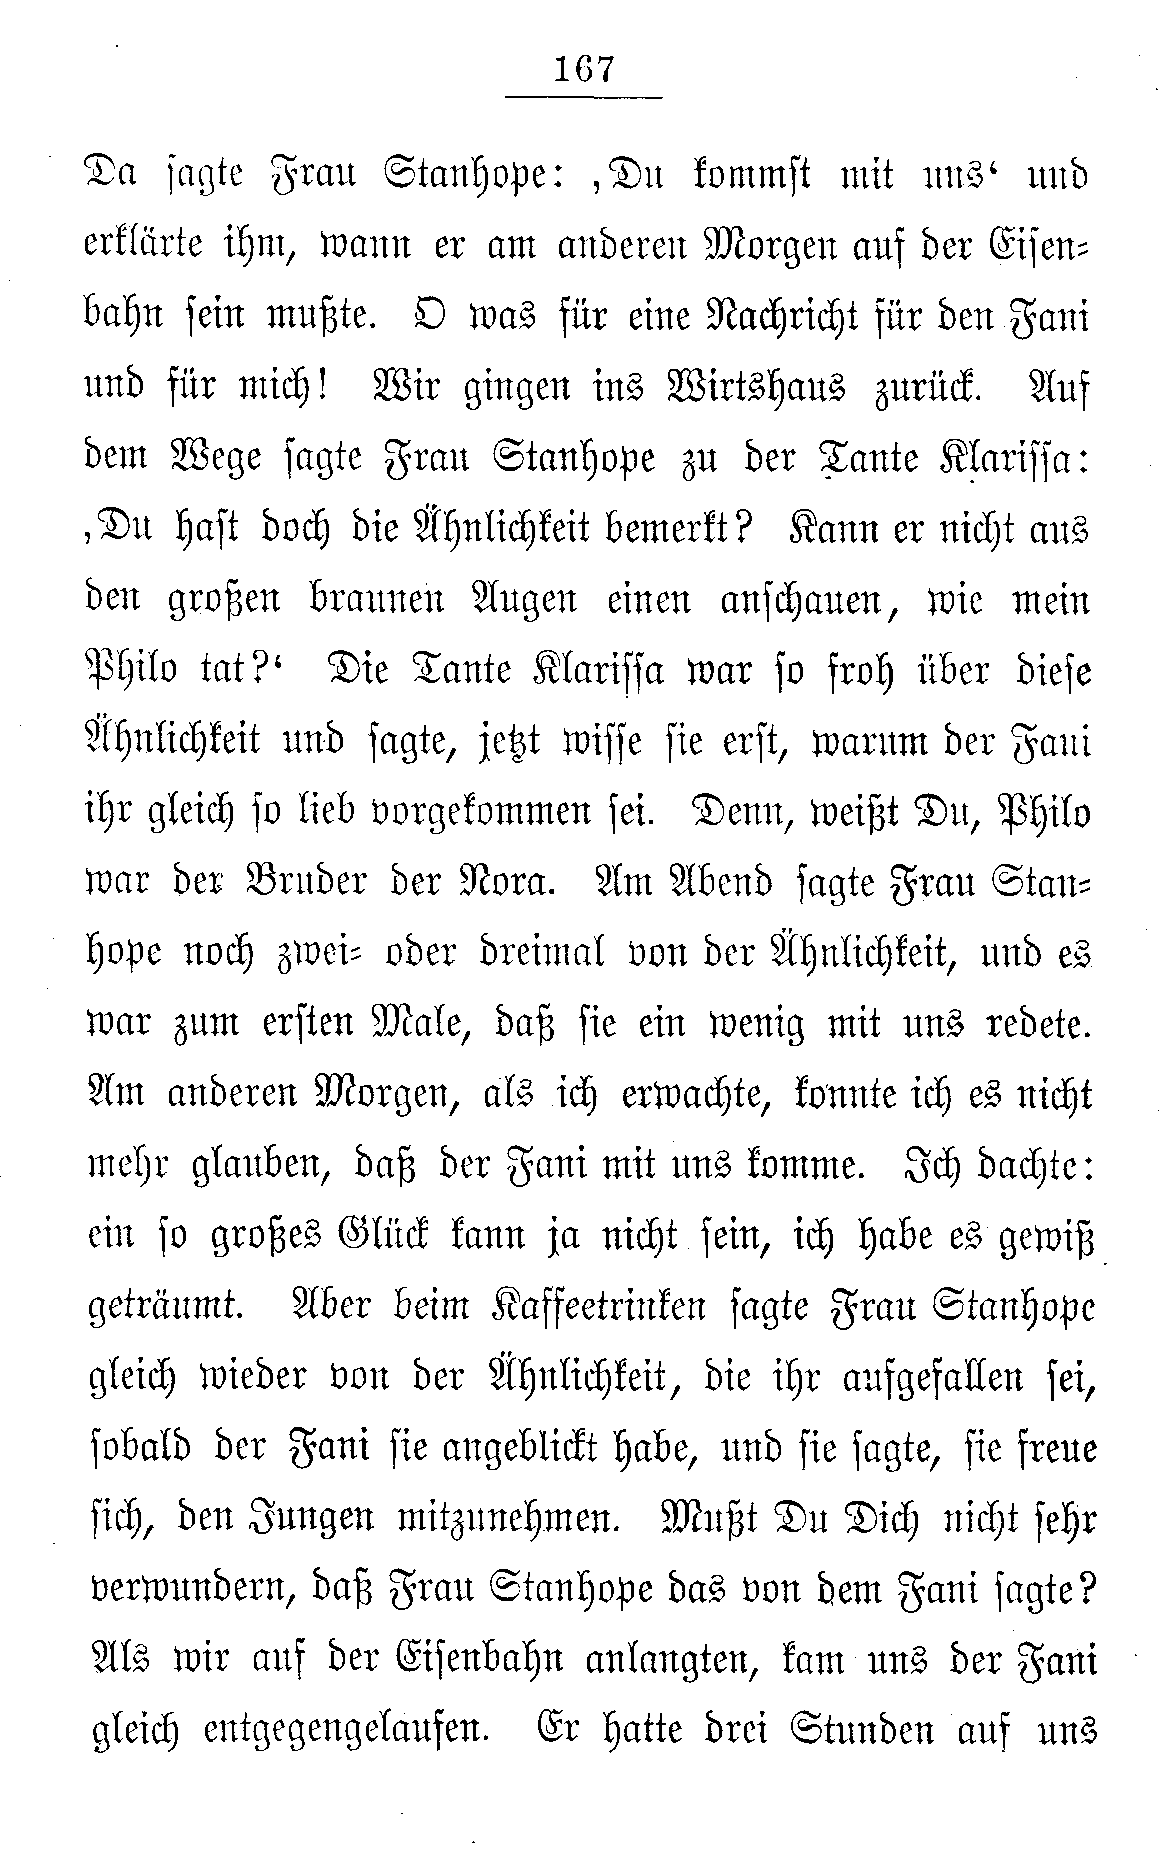 167
Da sagte Frau Stanhope: ‚Du kommst mit uns‘ und
erklärte ihm, wann er am anderen Morgen auf der Eisen-
bahn sein mußte. O was für eine Nachricht für den Fani
und für mich! Wir gingen ins Wirtshaus zurück. Auf
dem Wege sagte Frau Stanhope zu der Tante Klarissa:
‚Du hast doch die Ähnlichkeit bemerkt? Kann er nicht aus
den großen braunen Augen einen anschauen, wie mein
Philo tat?‘ Die Tante Klarissa war so froh über diese
Ähnlichkeit und sagte, jetzt wisse sie erst, warum der Fani
ihr gleich so lieb vorgekommen sei. Denn, weißt Du, Philo
war der Bruder der Nora. Am Abend sagte Frau Stan-
hope noch zwei- oder dreimal von der Ähnlichkeit, und es
war zum ersten Male, daß sie ein wenig mit uns redete.
Am anderen Morgen, als ich erwachte, konnte ich es nicht
mehr glauben, daß der Fani mit uns komme. Ich dachte:
ein so großes Glück kann ja nicht sein, ich habe es gewiß
geträumt. Aber beim Kaffeetrinken sagte Frau Stanhope
gleich wieder von der Ähnlichkeit, die ihr aufgefallen sei,
sobald der Fani sie angeblickt habe, und sie sagte, sie freue
sich, den Jungen mitzunehmen. Mußt Du Dich nicht sehr
verwundern, daß Frau Stanhope das von dem Fani sagte?
Als wir auf der Eisenbahn anlangten, kam uns der Fani
gleich entgegengelaufen. Er hatte drei Stunden auf uns